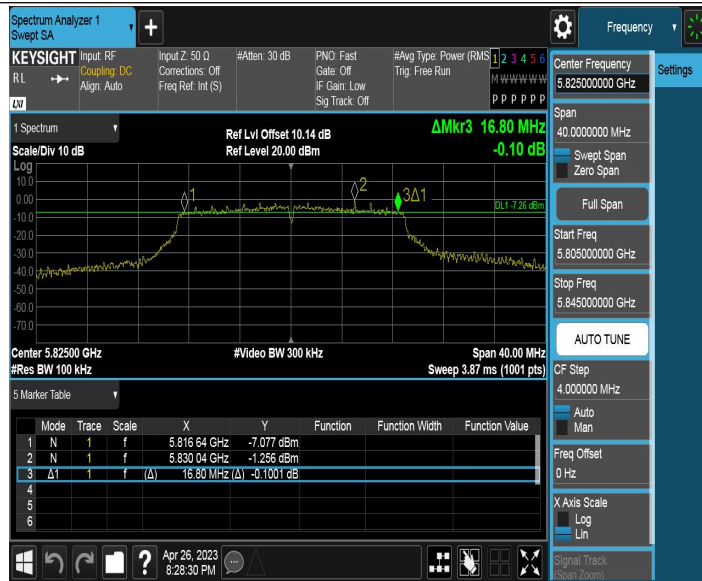 Spectrum Analyzer 1
Swept SA
Frequency
KEYSIGHT
RL
LXI
Input: RF
Coupling: DC
Align: Auto
Input Z: 50 Ω
Corrections: Off
Freq Ref: Int (S)
#Atten: 30 dB
PNO: Fast
Gate: Off
IF Gain: Low
Sig Track: Off
#Avg Type: Power (RMS
Trig: Free Run
1 2 3 4 5 6
M W W W W W
P P P P P P
1 Spectrum
Scale/Div 10 dB
Ref Lvl Offset 10.14 dB
Ref Level 20.00 dBm
ΔMkr3 16.80 MHz
-0.10 dB
Log
10.0
0.00
-10.0
-20.0
-30.0
-40.0
-50.0
-60.0
-70.0
1
2
3Δ1
DL1 -7.26 dBm
Center 5.82500 GHz
#Res BW 100 kHz
#Video BW 300 kHz
Span 40.00 MHz
Sweep 3.87 ms (1001 pts)
5 Marker Table
Mode Trace Scale X Y Function Function Width Function Value
1 N 1 f 5.816 64 GHz -7.077 dBm
2 N 1 f 5.830 04 GHz -1.256 dBm
3 Δ1 1 f (Δ) 16.80 MHz (Δ) -0.1001 dB
4
5
6
Apr 26, 2023
8:28:30 PM
Center Frequency
5.825000000 GHz
Settings
Span
40.0000000 MHz
Swept Span
Zero Span
Full Span
Start Freq
5.805000000 GHz
Stop Freq
5.845000000 GHz
AUTO TUNE
CF Step
4.000000 MHz
Auto
Man
Freq Offset
0 Hz
X Axis Scale
Log
Lin
Signal Track
(Span Zoom)